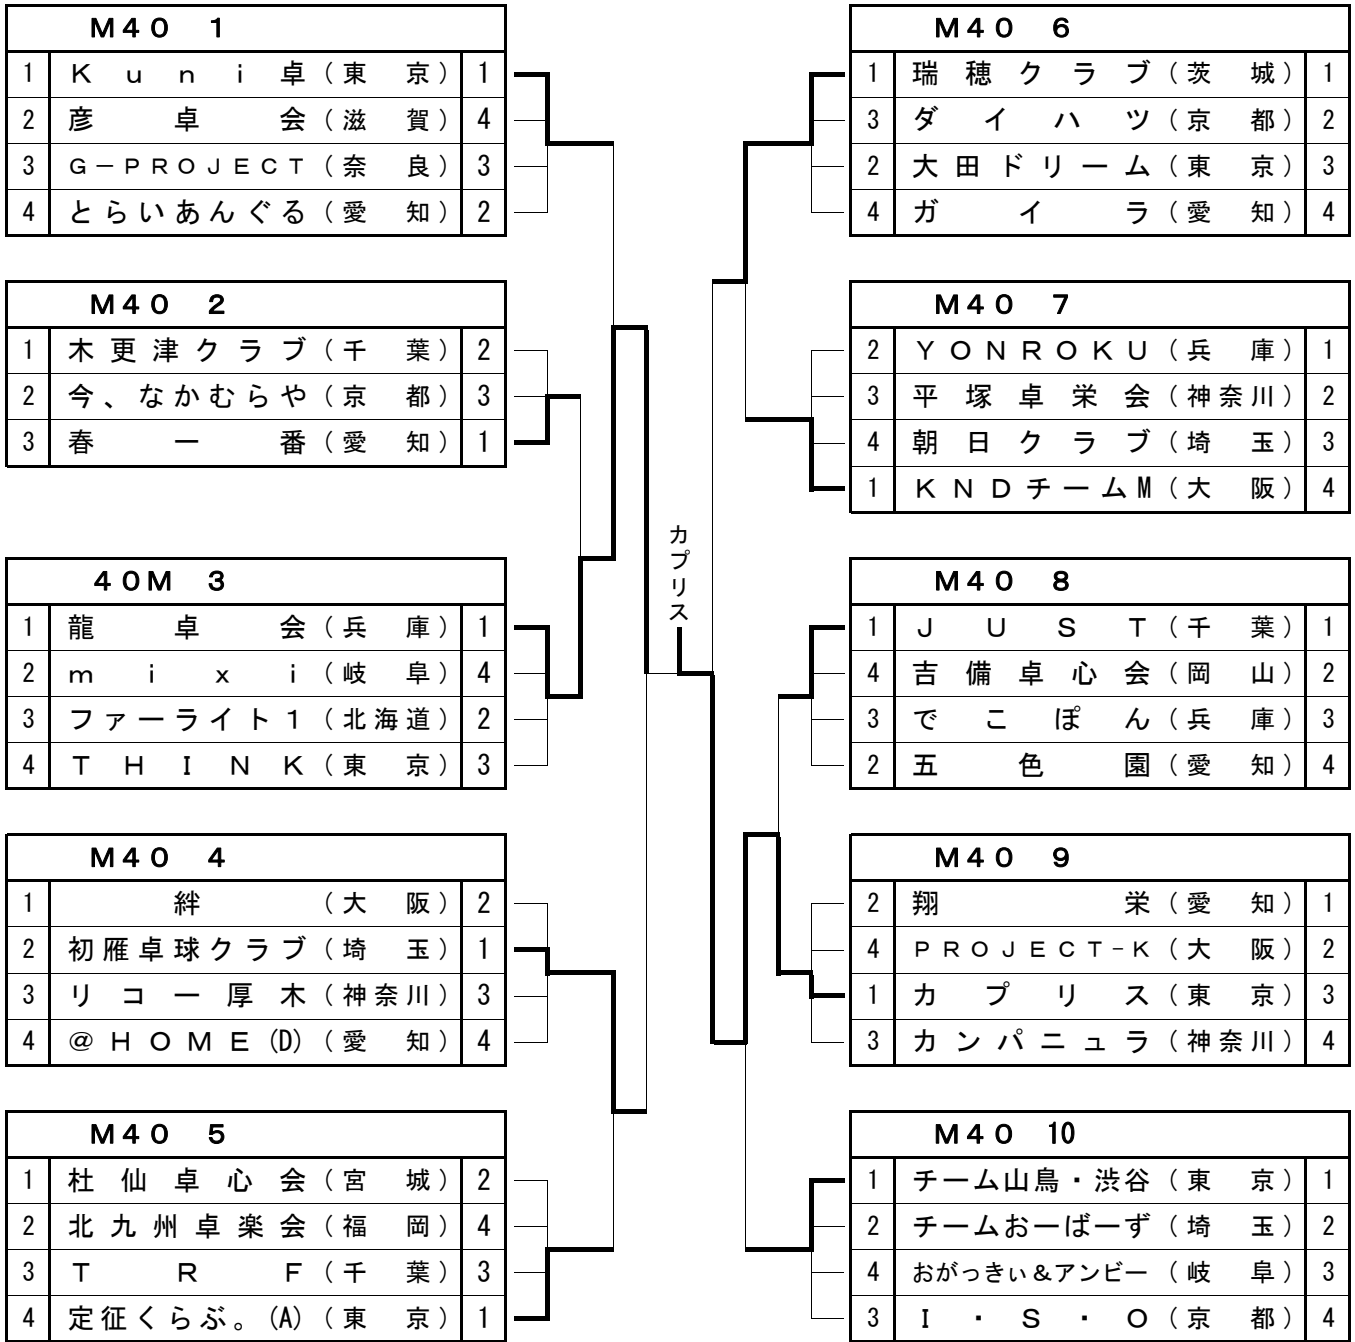 M40 1
1 Kuni卓(東京) 1
2 彦卓会(滋賀) 4
3 G-PROJECT(奈良) 3
4 とらいあんぐる(愛知) 2
M40 2
1 木更津クラブ(千葉) 2
2 今、なかむらや(京都) 3
3 春一番(愛知) 1
40M 3
1 龍卓会(兵庫) 1
2 mixi(岐阜) 4
3 ファーライト1(北海道) 2
4 THINK(東京) 3
M40 4
1 絆(大阪) 2
2 初雁卓球クラブ(埼玉) 1
3 リコー厚木(神奈川) 3
4 @HOME(D)(愛知) 4
M40 5
1 杜仙卓心会(宮城) 2
2 北九州卓楽会(福岡) 4
3 TRF(千葉) 3
4 定征くらぶ。(A)(東京) 1
カプリス
M40 6
1 瑞穂クラブ(茨城) 1
3 ダイハツ(京都) 2
2 大田ドリーム(東京) 3
4 ガイラ(愛知) 4
M40 7
2 YONROKU(兵庫) 1
3 平塚卓栄会(神奈川) 2
4 朝日クラブ(埼玉) 3
1 KNDチームM(大阪) 4
M40 8
1 JUST(千葉) 1
4 吉備卓心会(岡山) 2
3 でこぽん(兵庫) 3
2 五色園(愛知) 4
M40 9
2 翔栄(愛知) 1
4 PROJECT-K(大阪) 2
1 カプリス(東京) 3
3 カンパニュラ(神奈川) 4
M40 10
1 チーム山鳥・渋谷(東京) 1
2 チームおーばーず(埼玉) 2
4 おがっきぃ&アンビー(岐阜) 3
3 I・S・O(京都) 4